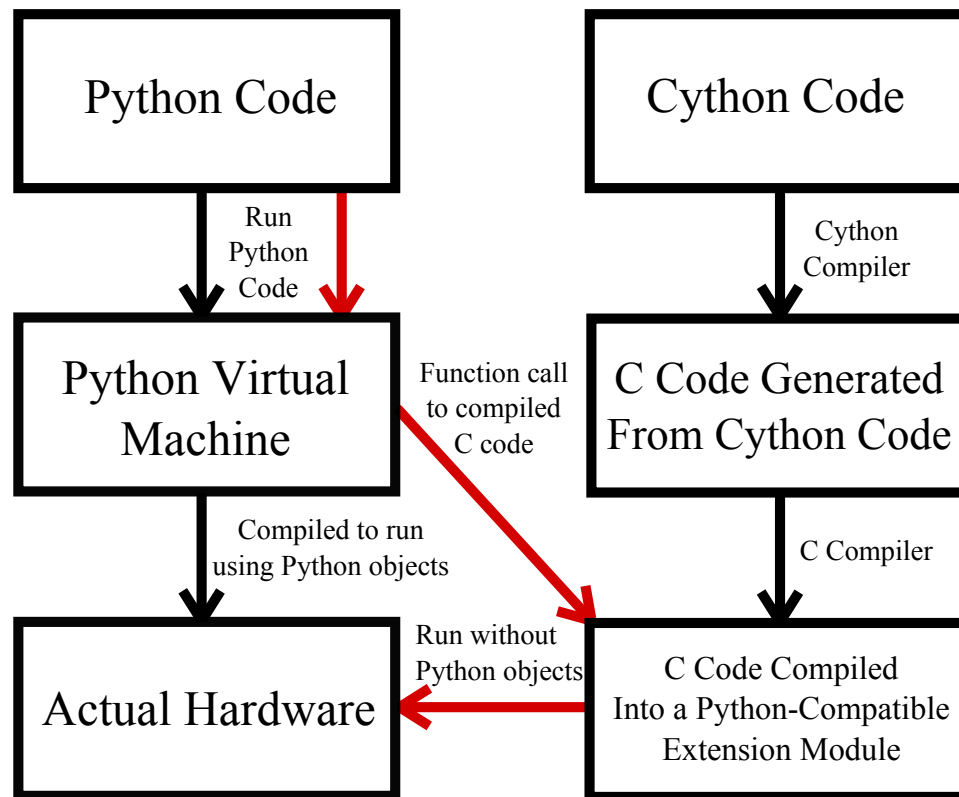 Python Code
Cython Code
Run
Python
Code
Cython
Compiler
Python Virtual
Machine
Function call
to compiled
C code
C Code Generated
From Cython Code
Compiled to run
using Python objects
C Compiler
Actual Hardware
Run without
Python objects
C Code Compiled
Into a Python-Compatible
Extension Module